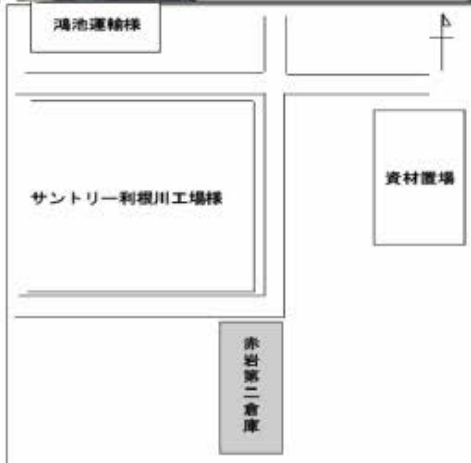 鴻池運輸様
サントリー利根川工場様
資材置場
赤岩第二倉庫